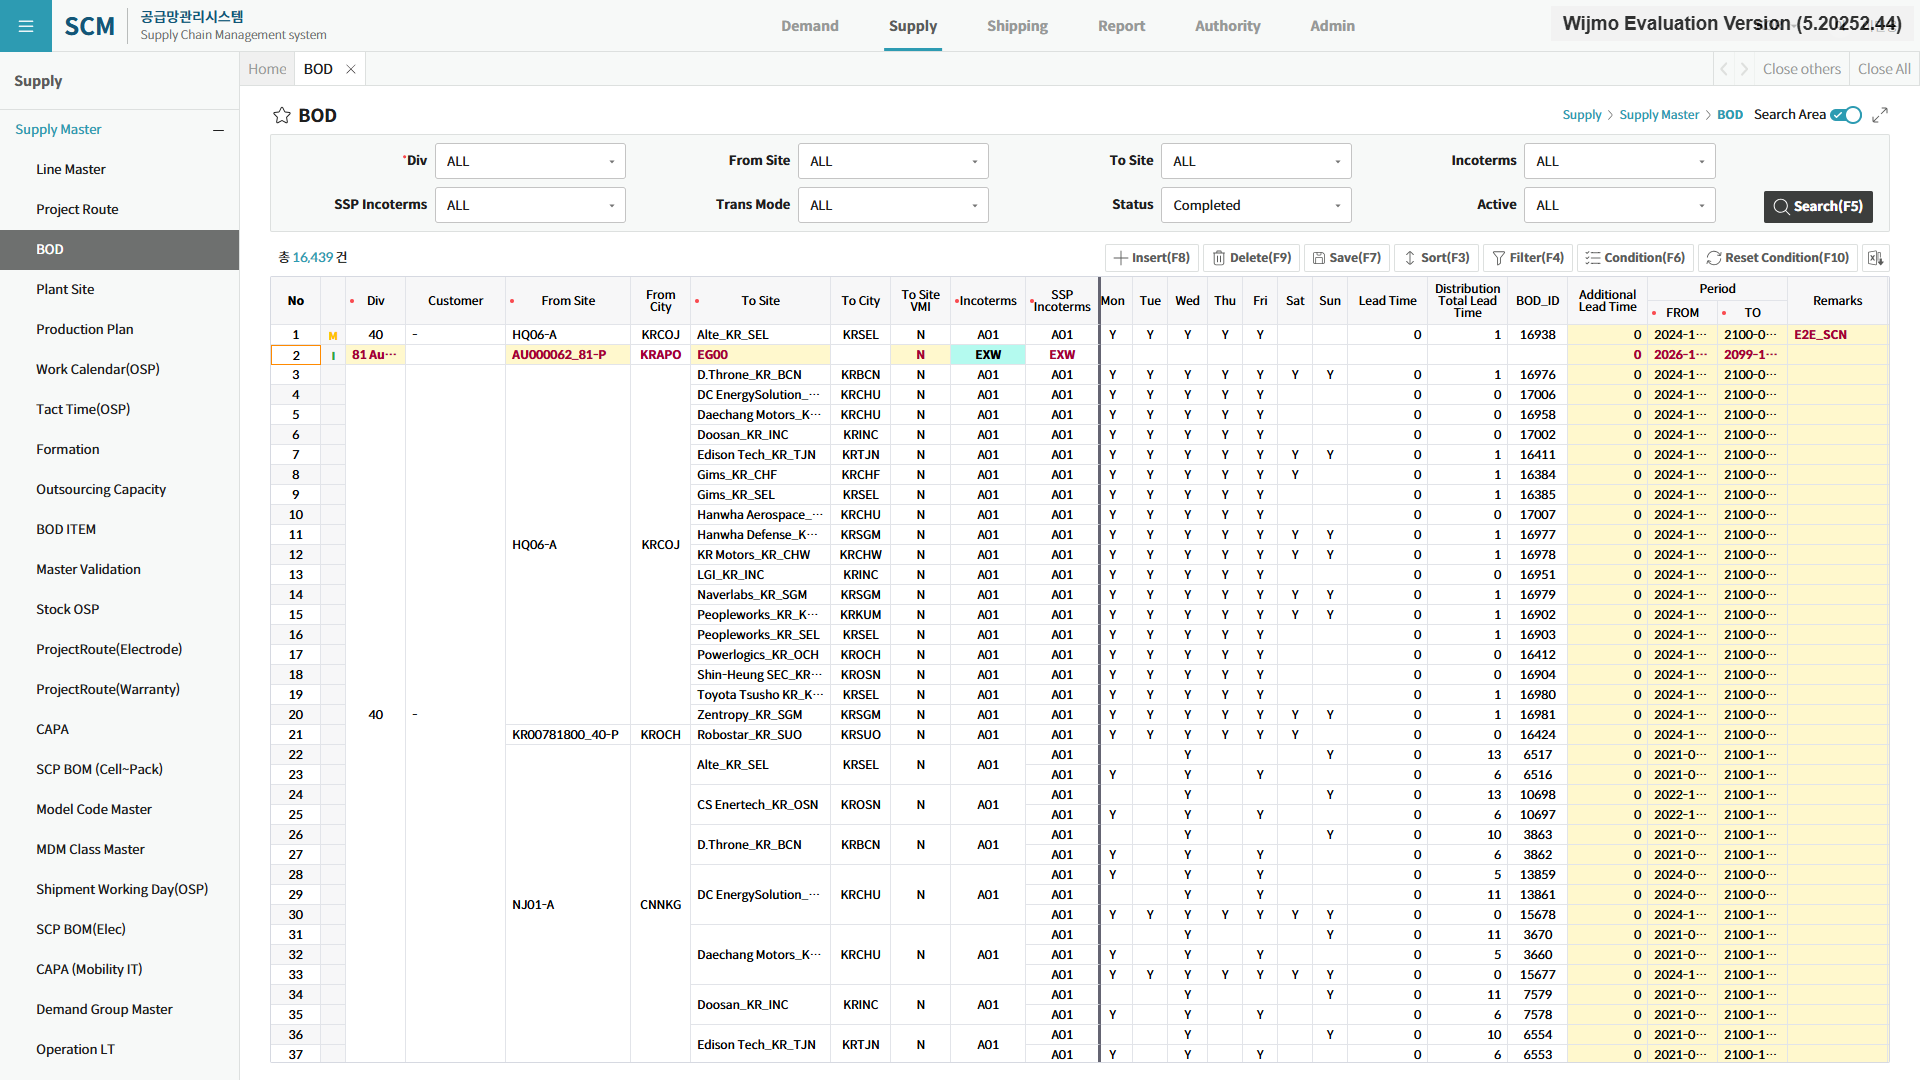 SCM 공급망관리시스템
Supply Chain Management system
Demand Supply Shipping Report Authority Admin
Wijmo Evaluation Version (5.20252.44)
Supply
Home BOD
Close others Close All
Supply Master
Line Master
Project Route
BOD
Plant Site
Production Plan
Work Calendar(OSP)
Tact Time(OSP)
Formation
Outsourcing Capacity
BOD ITEM
Master Validation
Stock OSP
ProjectRoute(Electrode)
ProjectRoute(Warranty)
CAPA
SCP BOM (Cell~Pack)
Model Code Master
MDM Class Master
Shipment Working Day(OSP)
SCP BOM(Elec)
CAPA (Mobility IT)
Demand Group Master
Operation LT
BOD
Supply > Supply Master > BOD Search Area
*Div ALL From Site ALL To Site ALL Incoterms ALL
SSP Incoterms ALL Trans Mode ALL Status Completed Active ALL Search(F5)
총 16,439 건
Insert(F8) Delete(F9) Save(F7) Sort(F3) Filter(F4) Condition(F6) Reset Condition(F10)
No Div Customer From Site From City To Site To City To Site VMI Incoterms SSP Incoterms Mon Tue Wed Thu Fri Sat Sun Lead Time Distribution Total Lead Time BOD_ID Additional Lead Time Period FROM TO Remarks
1 M 40 - HQ06-A KRCOJ Alte_KR_SEL KRSEL N A01 A01 Y Y Y Y Y 0 1 16938 0 2024-1··· 2100-0··· E2E_SCN
2 I 81 Au··· AU000062_81-P KRAPO EG00 N EXW EXW 0 2026-1··· 2099-1···
3 D.Throne_KR_BCN KRBCN N A01 A01 Y Y Y Y Y Y Y 0 1 16976 0 2024-1··· 2100-0···
4 DC EnergySolution_··· KRCHU N A01 A01 Y Y Y Y Y 0 0 17006 0 2024-1··· 2100-0···
5 Daechang Motors_K··· KRCHU N A01 A01 Y Y Y Y Y 0 1 16958 0 2024-1··· 2100-0···
6 Doosan_KR_INC KRINC N A01 A01 Y Y Y Y Y 0 0 17002 0 2024-1··· 2100-0···
7 Edison Tech_KR_TJN KRTJN N A01 A01 Y Y Y Y Y Y Y 0 1 16411 0 2024-1··· 2100-0···
8 Gims_KR_CHF KRCHF N A01 A01 Y Y Y Y Y Y 0 1 16384 0 2024-1··· 2100-0···
9 Gims_KR_SEL KRSEL N A01 A01 Y Y Y Y Y 0 1 16385 0 2024-1··· 2100-0···
10 Hanwha Aerospace_··· KRCHU N A01 A01 Y Y Y Y Y 0 0 17007 0 2024-1··· 2100-0···
11 Hanwha Defense_K··· KRSGM N A01 A01 Y Y Y Y Y Y Y 0 1 16977 0 2024-1··· 2100-0···
12 HQ06-A KRCOJ KR Motors_KR_CHW KRCHW N A01 A01 Y Y Y Y Y Y Y 0 1 16978 0 2024-1··· 2100-0···
13 LGI_KR_INC KRINC N A01 A01 Y Y Y Y Y 0 0 16951 0 2024-1··· 2100-0···
14 Naverlabs_KR_SGM KRSGM N A01 A01 Y Y Y Y Y Y Y 0 1 16979 0 2024-1··· 2100-0···
15 Peopleworks_KR_K··· KRKUM N A01 A01 Y Y Y Y Y Y Y 0 1 16902 0 2024-1··· 2100-0···
16 Peopleworks_KR_SEL KRSEL N A01 A01 Y Y Y Y Y 0 1 16903 0 2024-1··· 2100-0···
17 Powerlogics_KR_OCH KROCH N A01 A01 Y Y Y Y Y 0 0 16412 0 2024-1··· 2100-0···
18 Shin-Heung SEC_KR··· KROSN N A01 A01 Y Y Y Y Y 0 0 16904 0 2024-1··· 2100-0···
19 Toyota Tsusho KR_K··· KRSEL N A01 A01 Y Y Y Y Y 0 1 16980 0 2024-1··· 2100-0···
20 40 - Zentropy_KR_SGM KRSGM N A01 A01 Y Y Y Y Y Y Y 0 1 16981 0 2024-1··· 2100-0···
21 KR00781800_40-P KROCH Robostar_KR_SUO KRSUO N A01 A01 Y Y Y Y Y Y 0 0 16424 0 2024-1··· 2100-0···
22 Alte_KR_SEL KRSEL N A01 A01 Y Y 0 13 6517 0 2021-0··· 2100-1···
23 A01 Y Y 0 6 6516 0 2021-0··· 2100-1···
24 CS Enertech_KR_OSN KROSN N A01 A01 Y Y 0 13 10698 0 2022-1··· 2100-1···
25 A01 Y Y Y 0 6 10697 0 2022-1··· 2100-1···
26 D.Throne_KR_BCN KRBCN N A01 A01 Y Y 0 10 3863 0 2021-0··· 2100-1···
27 A01 Y Y Y 0 6 3862 0 2021-0··· 2100-1···
28 A01 Y Y Y 0 5 13859 0 2024-0··· 2100-1···
29 NJ01-A CNNKG DC EnergySolution_··· KRCHU N A01 A01 Y Y 0 11 13861 0 2024-0··· 2100-1···
30 A01 Y Y Y Y Y Y Y 0 0 15678 0 2024-1··· 2100-1···
31 A01 Y Y 0 11 3670 0 2021-0··· 2100-1···
32 Daechang Motors_K··· KRCHU N A01 A01 Y Y Y 0 5 3660 0 2021-0··· 2100-1···
33 A01 Y Y Y Y Y Y Y 0 0 15677 0 2024-1··· 2100-1···
34 Doosan_KR_INC KRINC N A01 A01 Y Y 0 11 7579 0 2021-0··· 2100-1···
35 A01 Y Y Y 0 6 7578 0 2021-0··· 2100-1···
36 Edison Tech_KR_TJN KRTJN N A01 A01 Y Y 0 10 6554 0 2021-0··· 2100-1···
37 A01 Y Y Y 0 6 6553 0 2021-0··· 2100-1···